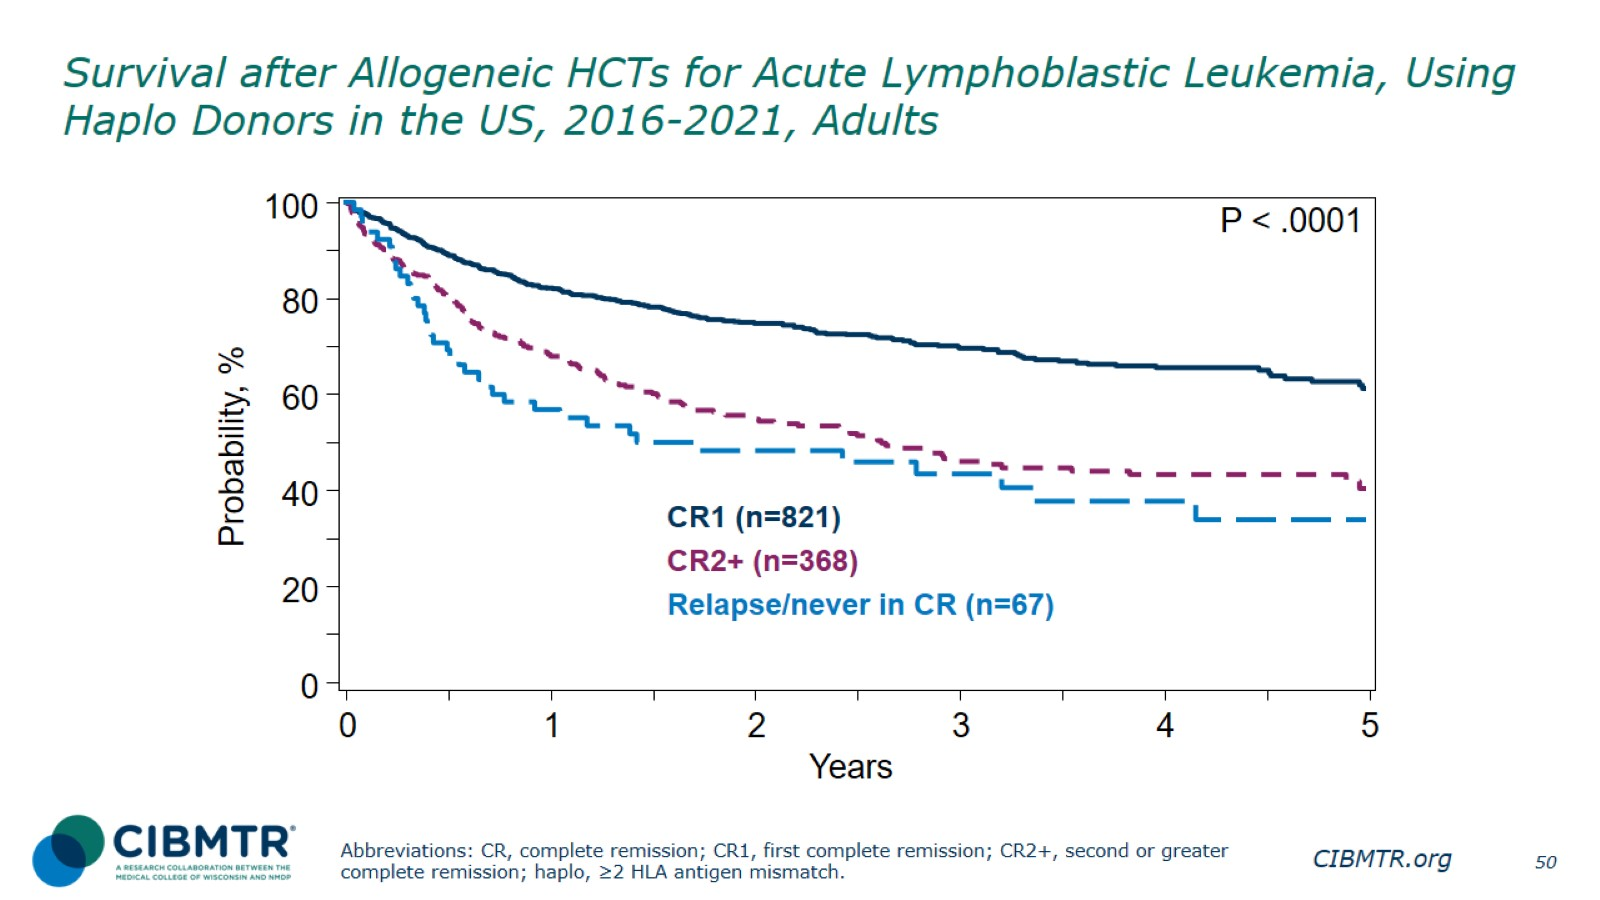 Survival after Allogeneic HCTs for Acute Lymphoblastic Leukemia, Using
Haplo Donors in the US, 2016-2021, Adults
P < .0001
100
80
60
40
20
0
Probability, %
CR1 (n=821)
CR2+ (n=368)
Relapse/never in CR (n=67)
0 1 2 3 4 5
Years
CIBMTR®
A RESEARCH COLLABORATION BETWEEN THE
MEDICAL COLLEGE OF WISCONSIN AND NMDP
Abbreviations: CR, complete remission; CR1, first complete remission; CR2+, second or greater
complete remission; haplo, ≥2 HLA antigen mismatch.
CIBMTR.org
50